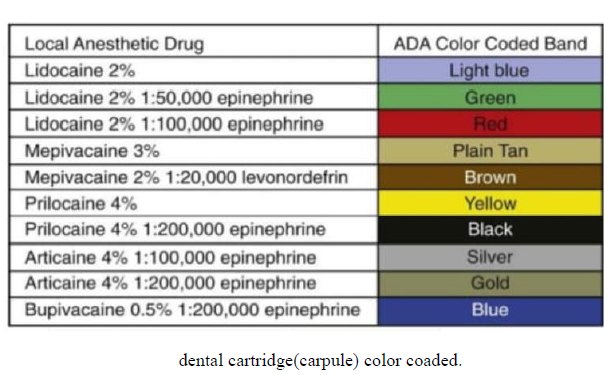 Local Anesthetic Drug ADA Color Coded Band
Lidocaine 2% Light blue
Lidocaine 2% 1:50,000 epinephrine Green
Lidocaine 2% 1:100,000 epinephrine Red
Mepivacaine 3% Plain Tan
Mepivacaine 2% 1:20,000 levonordefrin Brown
Prilocaine 4% Yellow
Prilocaine 4% 1:200,000 epinephrine Black
Articaine 4% 1:100,000 epinephrine Silver
Articaine 4% 1:200,000 epinephrine Gold
Bupivacaine 0.5% 1:200,000 epinephrine Blue
dental cartridge(carpule) color coaded.